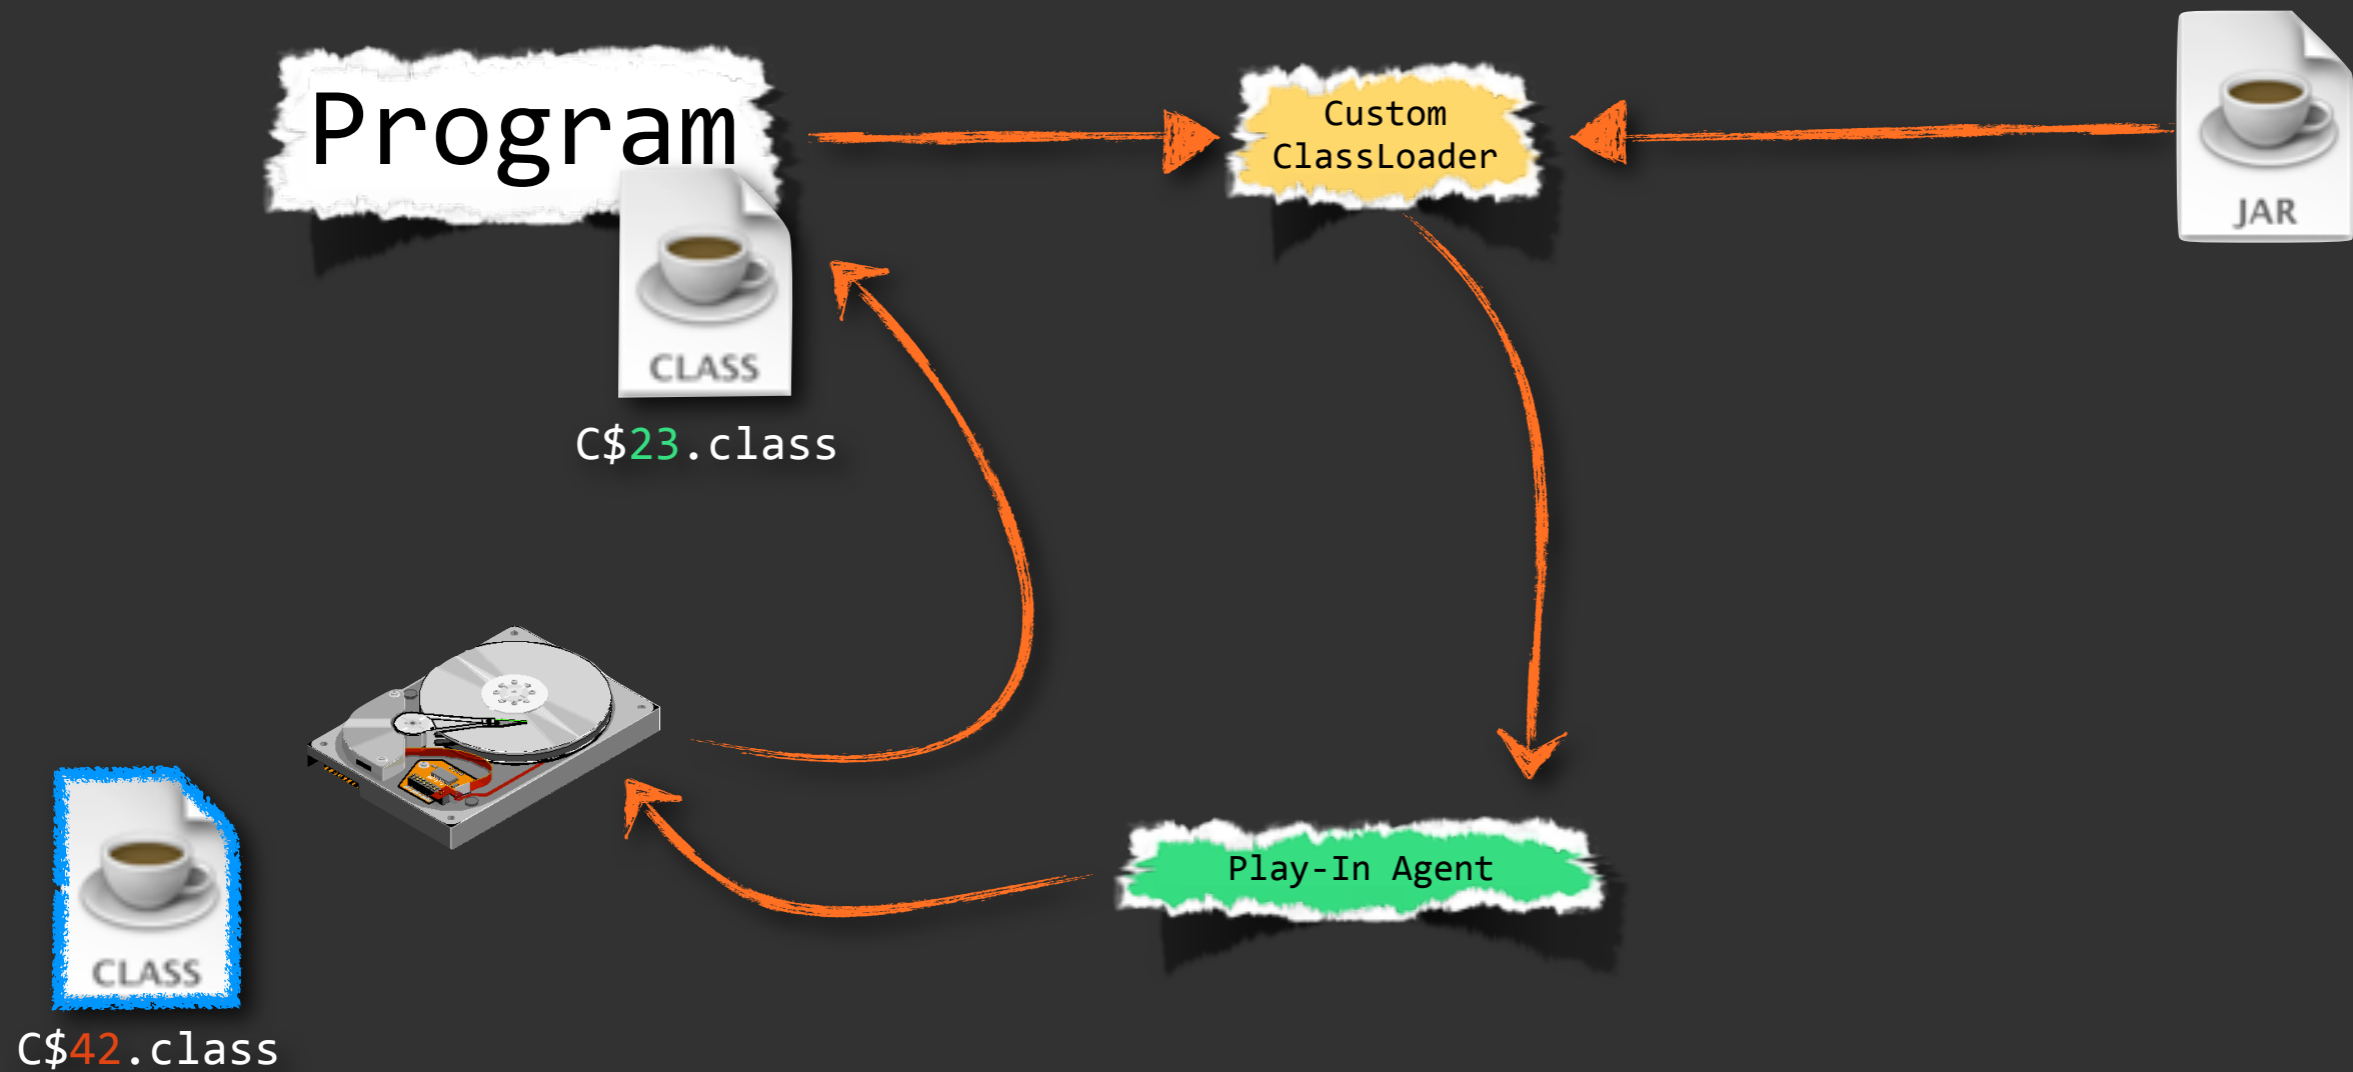 Program
Custom
ClassLoader
JAR
CLASS
C$23.class
Play-In Agent
CLASS
C$42.class